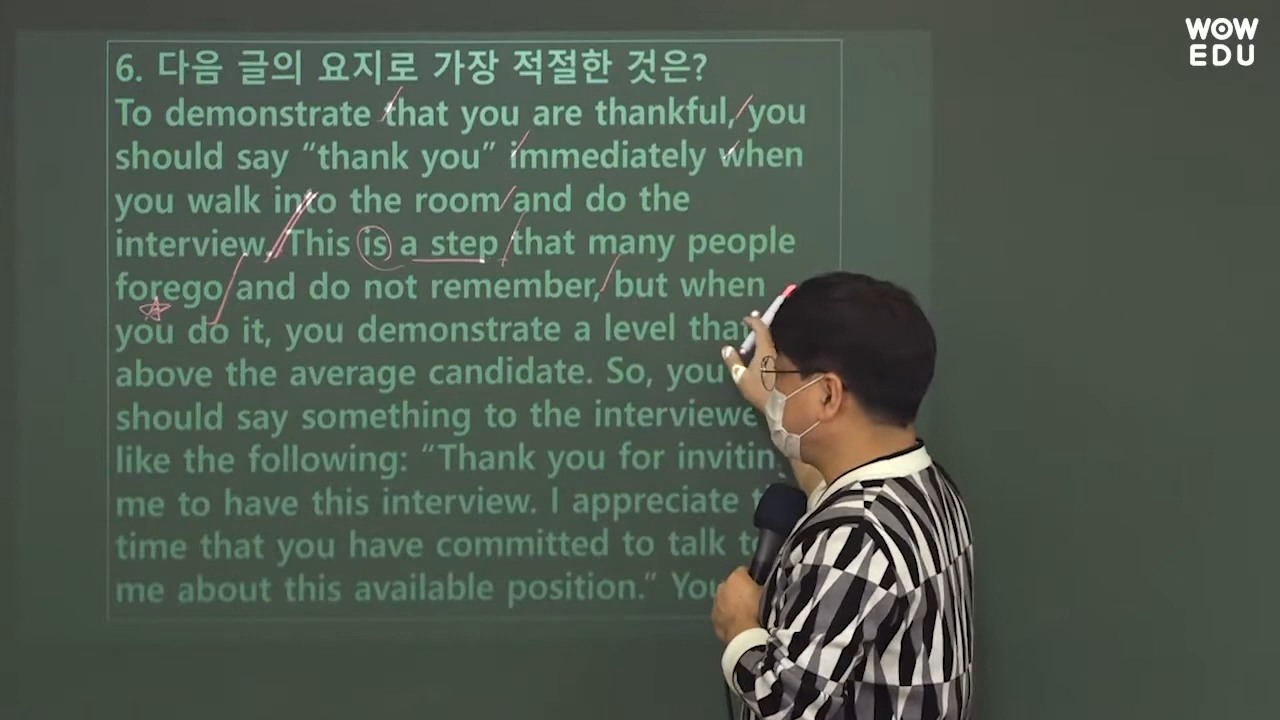 WOW
EDU
6. 다음 글의 요지로 가장 적절한 것은?
To demonstrate that you are thankful, you
should say “thank you” immediately when
you walk into the room and do the
interview. This is a step that many people
forego and do not remember, but when
you do it, you demonstrate a level
above the average candidate. So, you
should say something to the
like the following: “Thank you for
me to have this interview. I appreciate
time that you have committed to talk
me about this available position.”